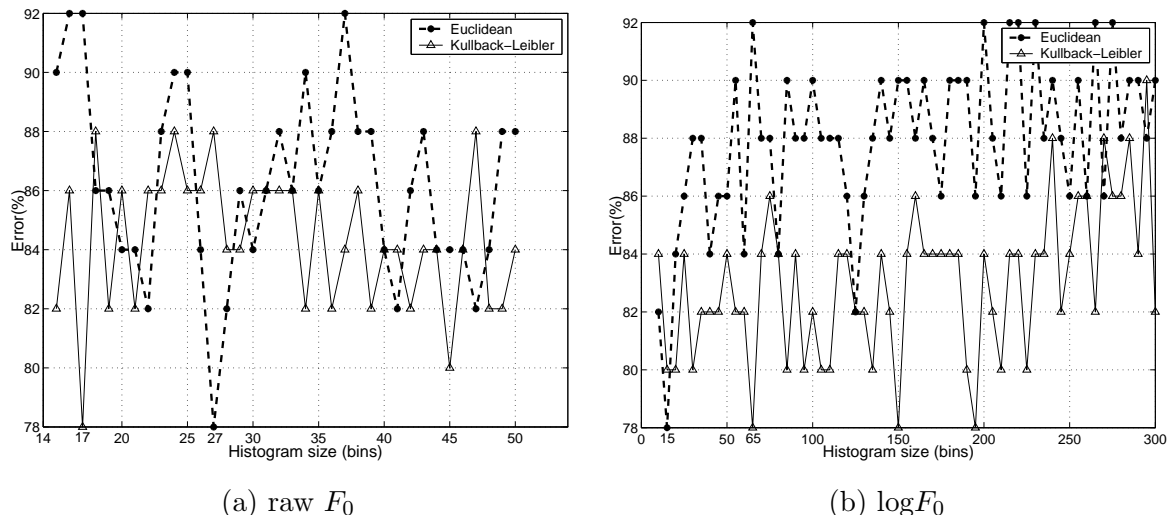 92
90
88
86
84
82
80
78
Error(%)
Euclidean
Kullback−Leibler
14 17 20 25 27 30 35 40 45 50
Histogram size (bins)
(a) raw F₀
92
90
88
86
84
82
80
78
Error(%)
Euclidean
Kullback−Leibler
0 15 50 65 100 150 200 250 300
Histogram size (bins)
(b) logF₀